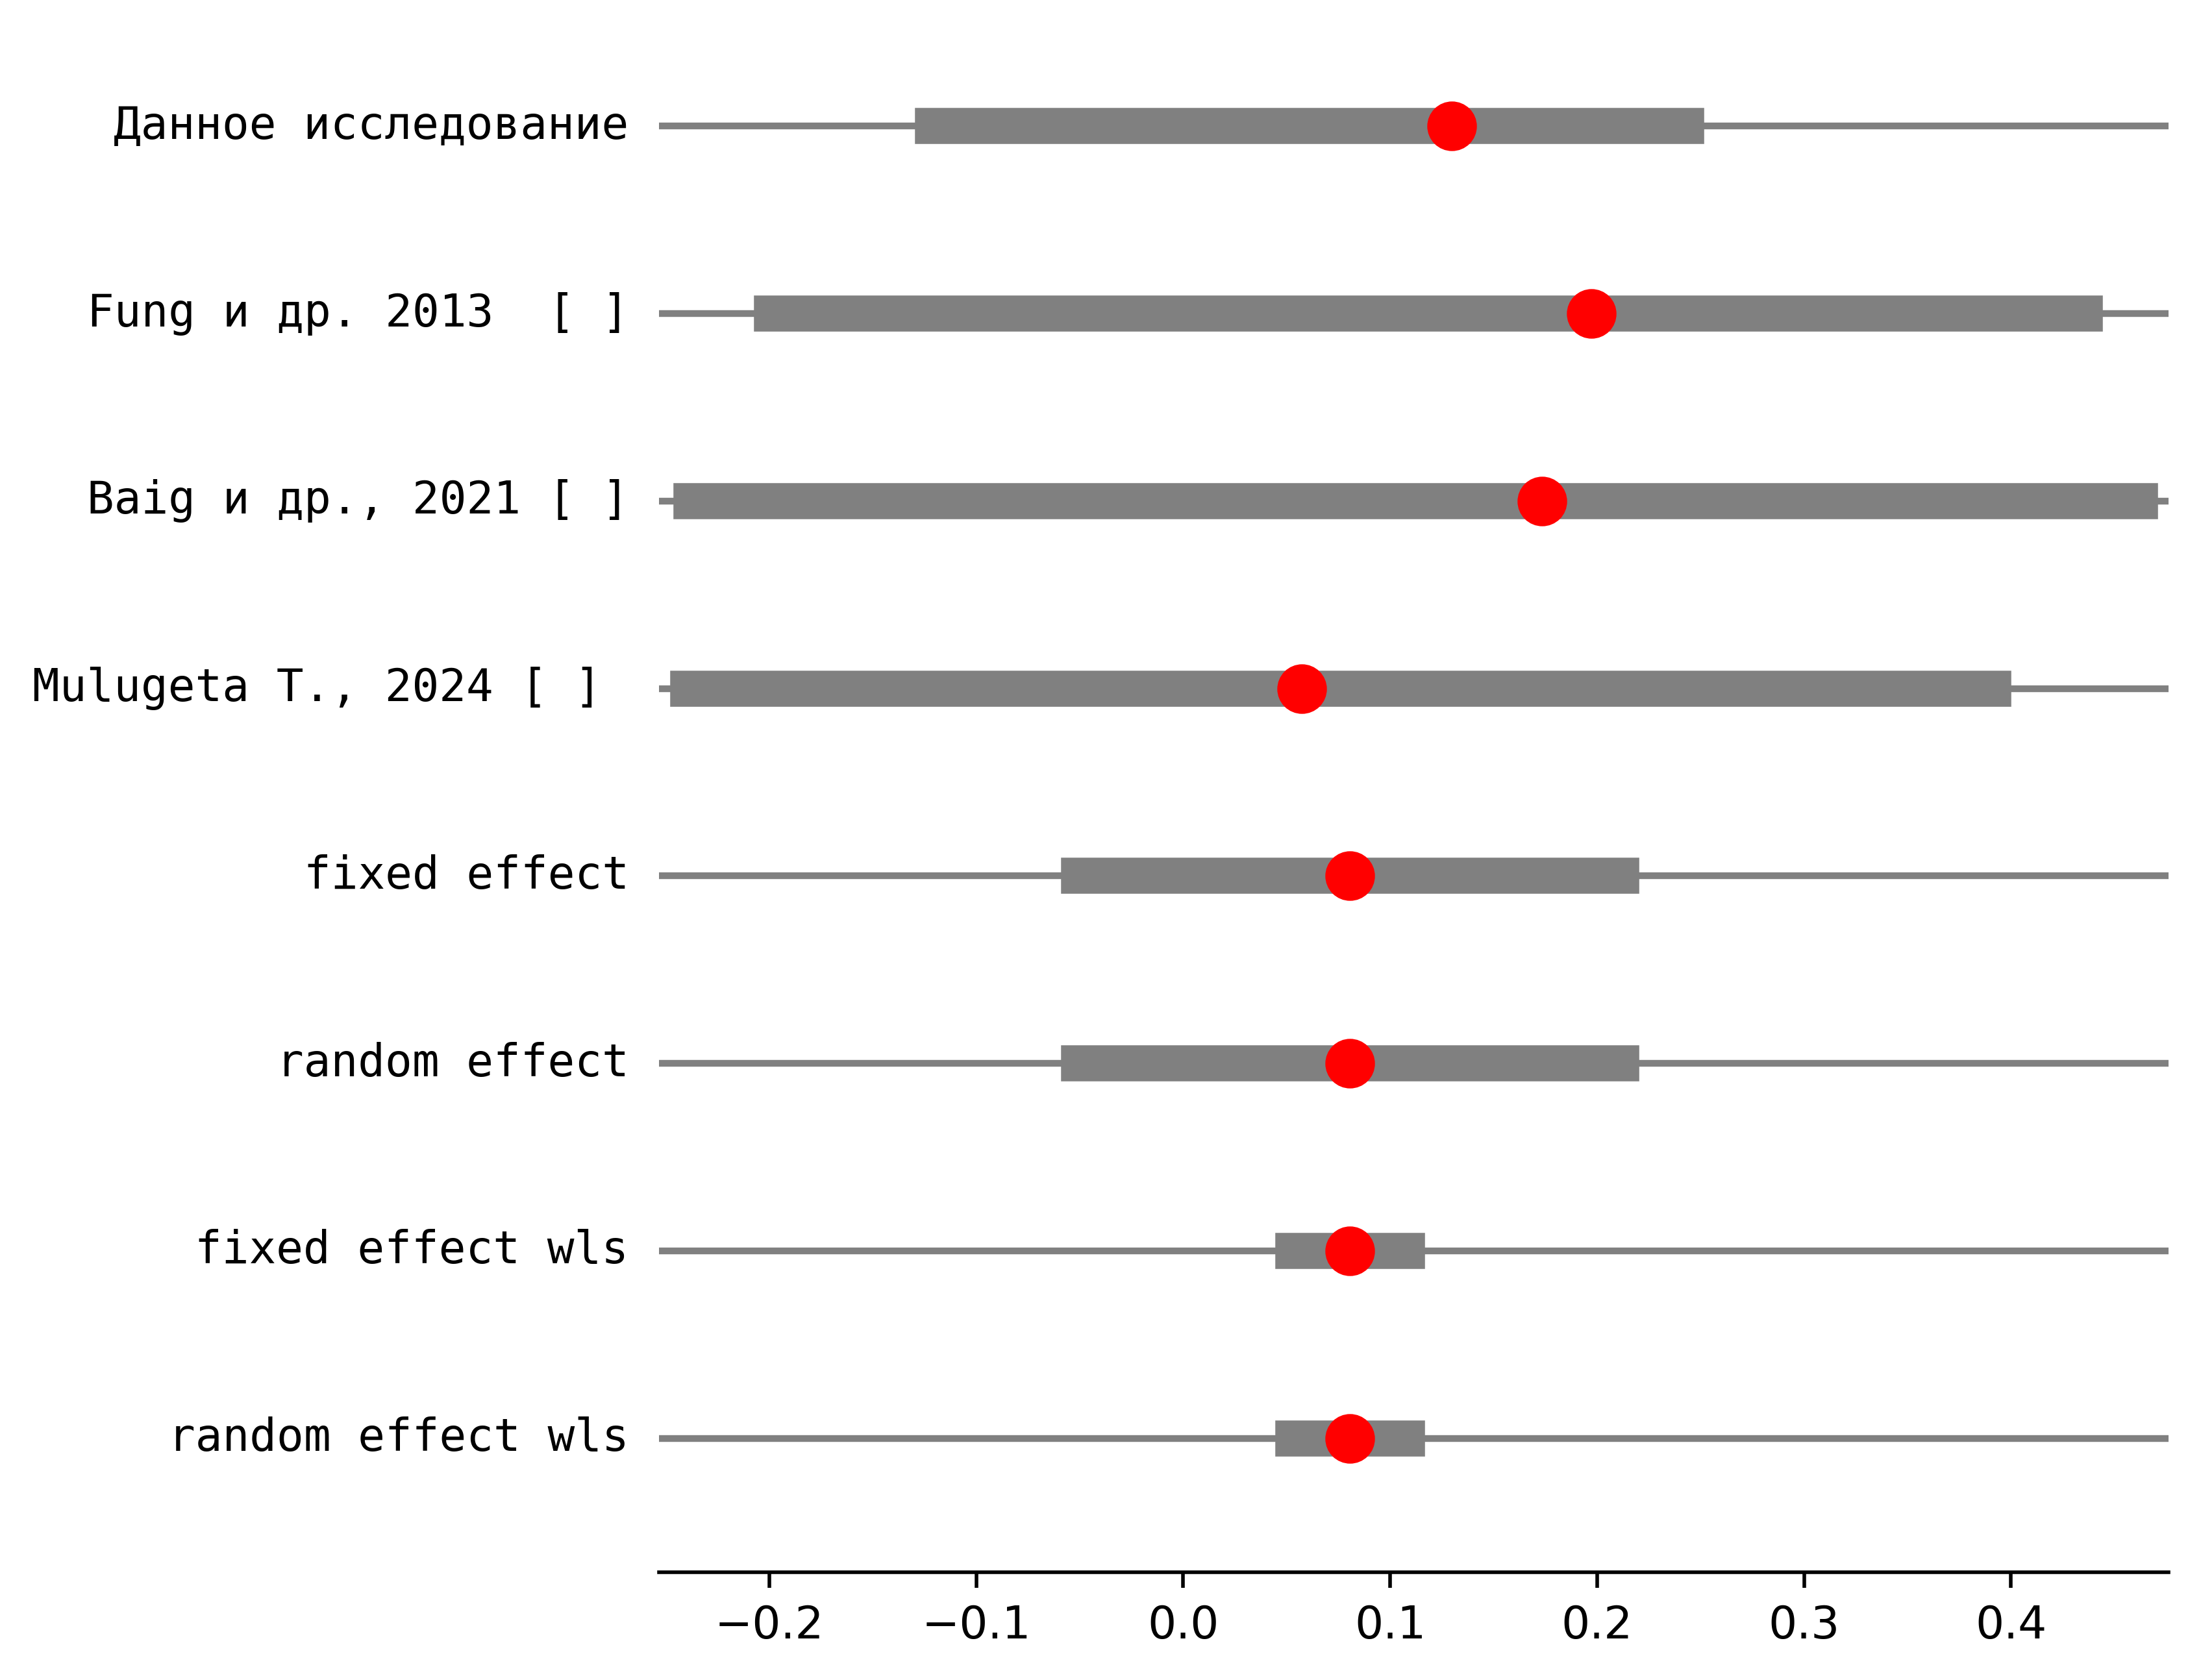 Данное исследование
Fung и др. 2013  [ ]
Baig и др., 2021 [ ]
Mulugeta T., 2024 [ ]
fixed effect
random effect
fixed effect wls
random effect wls
−0.2 −0.1 0.0 0.1 0.2 0.3 0.4